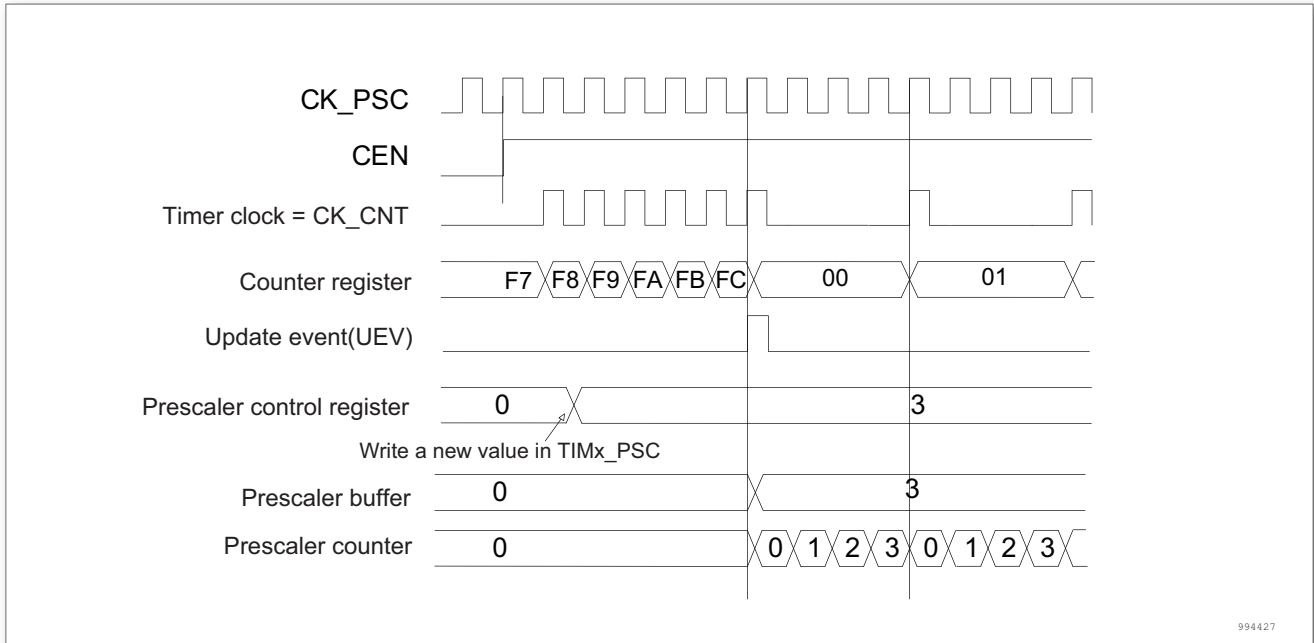 CK_PSC
CEN
Timer clock = CK_CNT
Counter register F7 F8 F9 FA FB FC 00 01
Update event(UEV)
Prescaler control register 0 3
Write a new value in TIMx_PSC
Prescaler buffer 0 3
Prescaler counter 0 0 1 2 3 0 1 2 3
994427